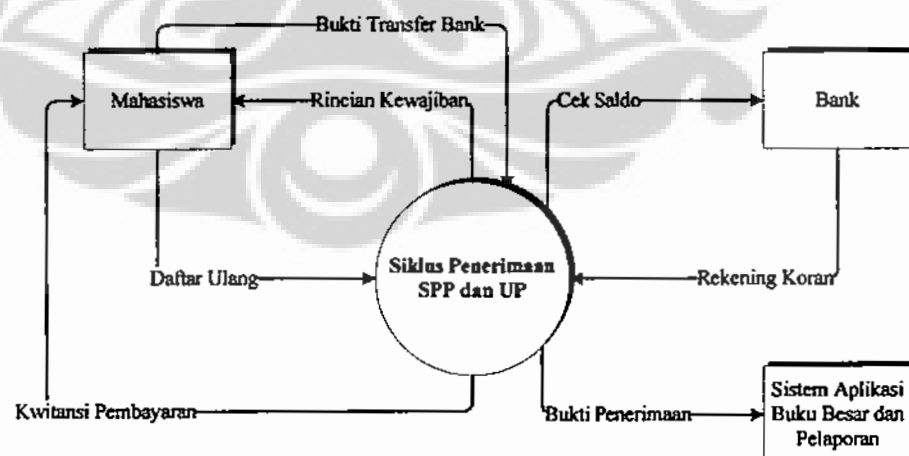 Bukti Transfer Bank
Mahasiswa
Rincian Kewajiban
Cek Saldo
Bank
Siklus Penerimaan
SPP dan UP
Daftar Ulang
Rekening Koran
Kwitansi Pembayaran
Bukti Penerimaan
Sistem Aplikasi
Buku Besar dan
Pelaporan